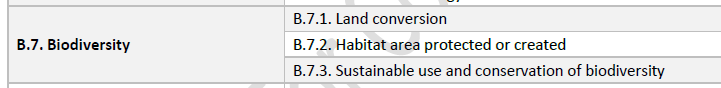 B.7.1. Land conversion
B.7. Biodiversity
B.7.2. Habitat area protected or created
B.7.3. Sustainable use and conservation of biodiversity